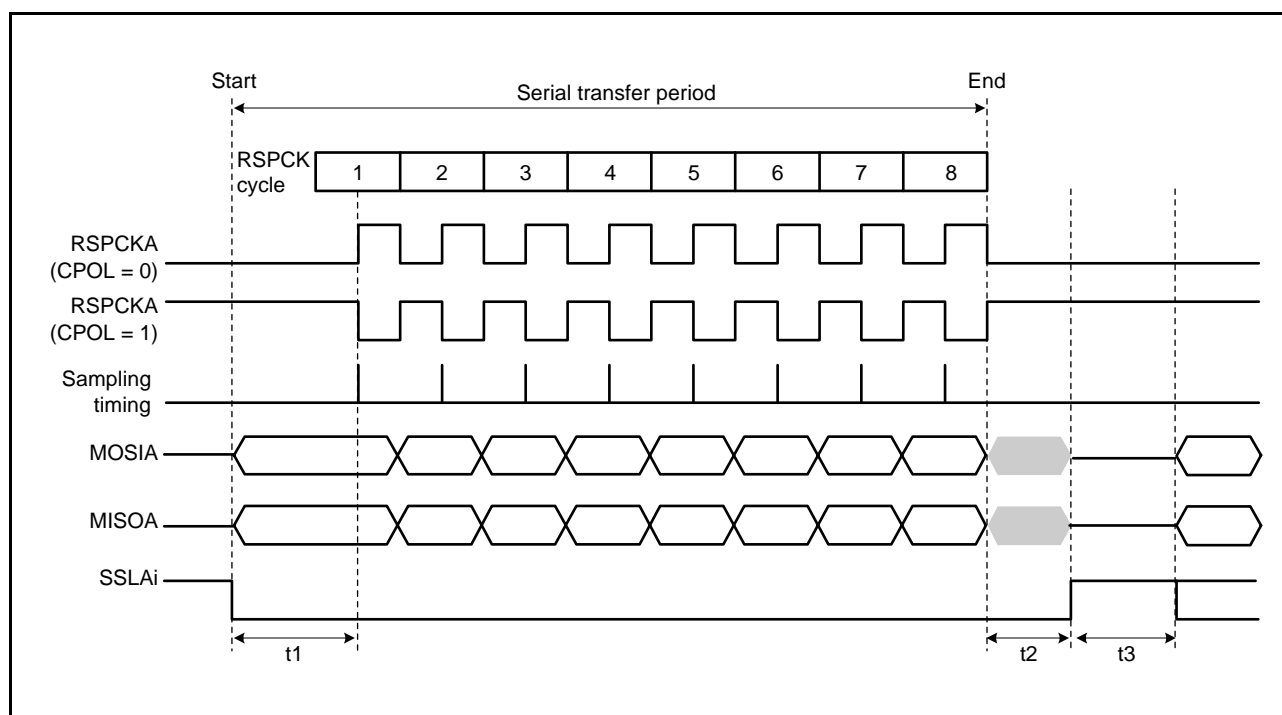 Start
End
Serial transfer period
RSPCK
cycle
1 2 3 4 5 6 7 8
RSPCKA
(CPOL = 0)
RSPCKA
(CPOL = 1)
Sampling
timing
MOSIA
MISOA
SSLAi
t1
t2
t3